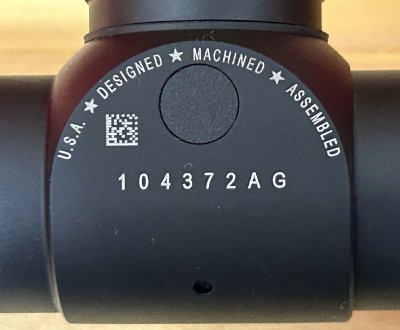 U.S.A. ★ DESIGNED ★ MACHINED ★ ASSEMBLED
104372AG